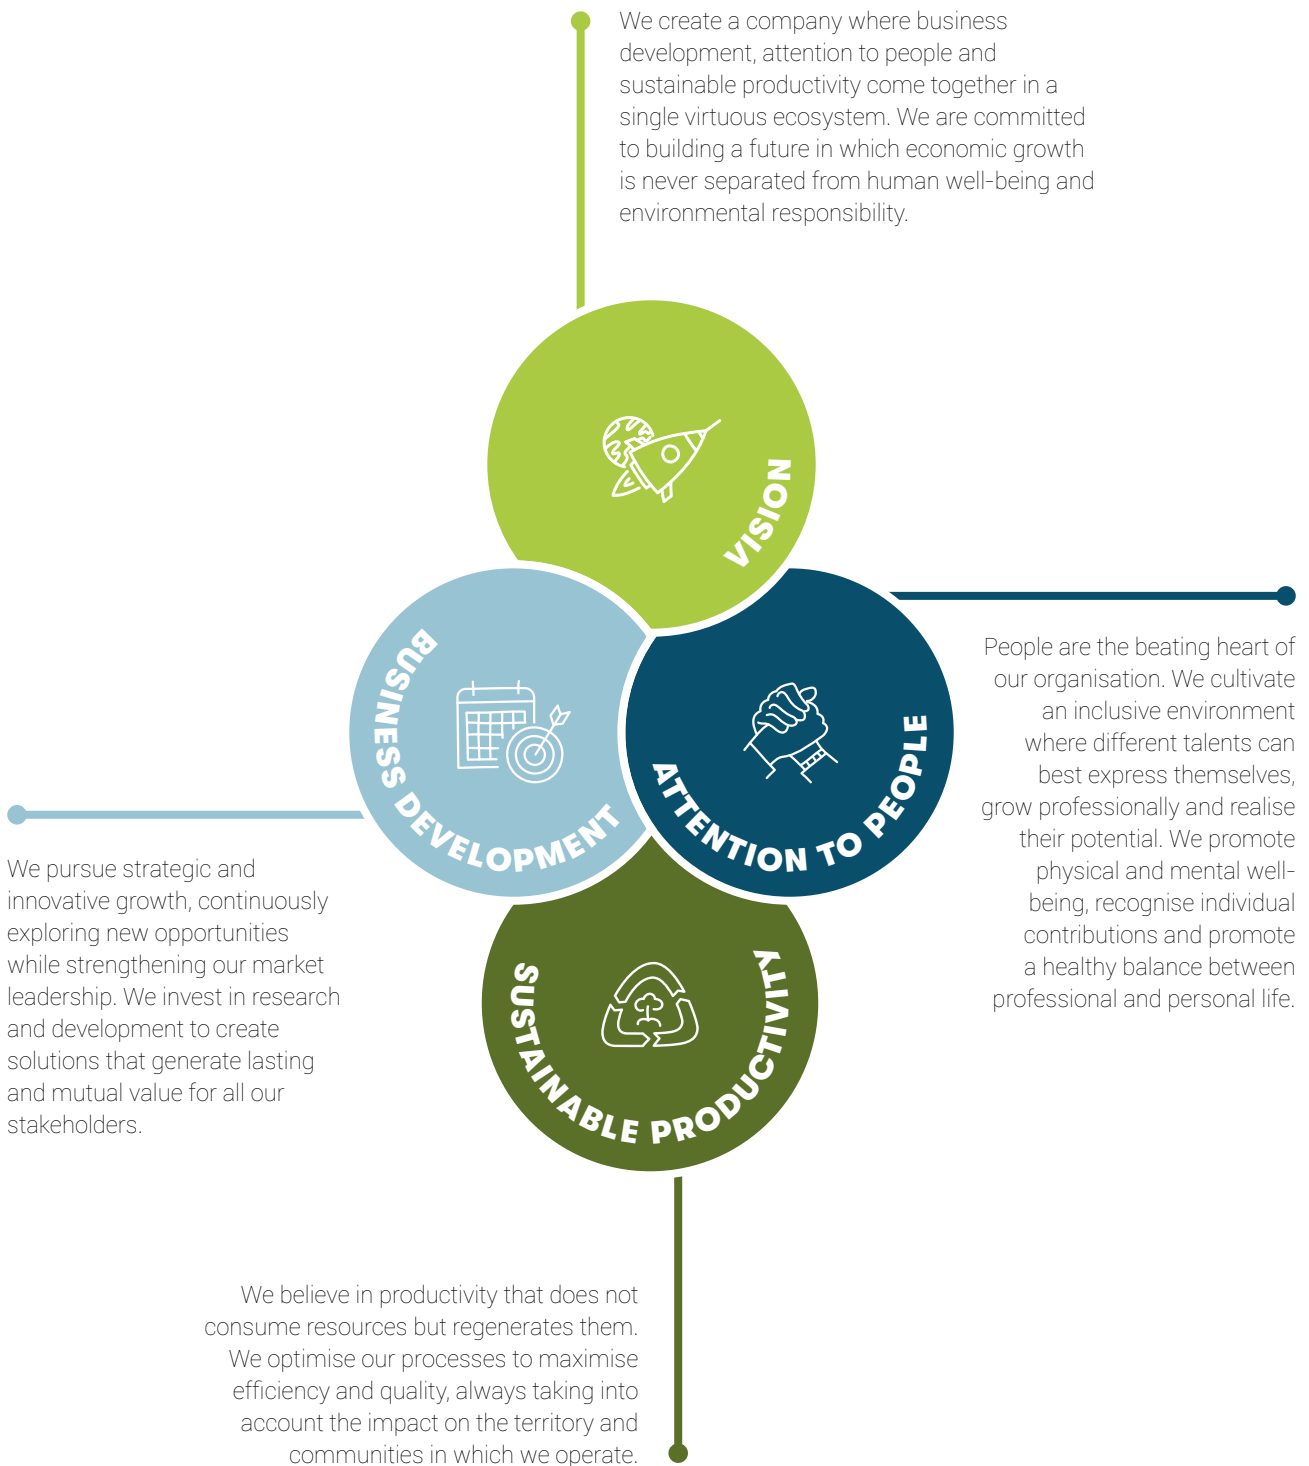 We create a company where business
development, attention to people and
sustainable productivity come together in a
single virtuous ecosystem. We are committed
to building a future in which economic growth
is never separated from human well-being and
environmental responsibility.
VISION
BUSINESS DEVELOPMENT
ATTENTION TO PEOPLE
People are the beating heart of
our organisation. We cultivate
an inclusive environment
where different talents can
best express themselves,
grow professionally and realise
their potential. We promote
physical and mental well-
being, recognise individual
contributions and promote
a healthy balance between
professional and personal life.
We pursue strategic and
innovative growth, continuously
exploring new opportunities
while strengthening our market
leadership. We invest in research
and development to create
solutions that generate lasting
and mutual value for all our
stakeholders.
SUSTAINABLE PRODUCTIVITY
We believe in productivity that does not
consume resources but regenerates them.
We optimise our processes to maximise
efficiency and quality, always taking into
account the impact on the territory and
communities in which we operate.